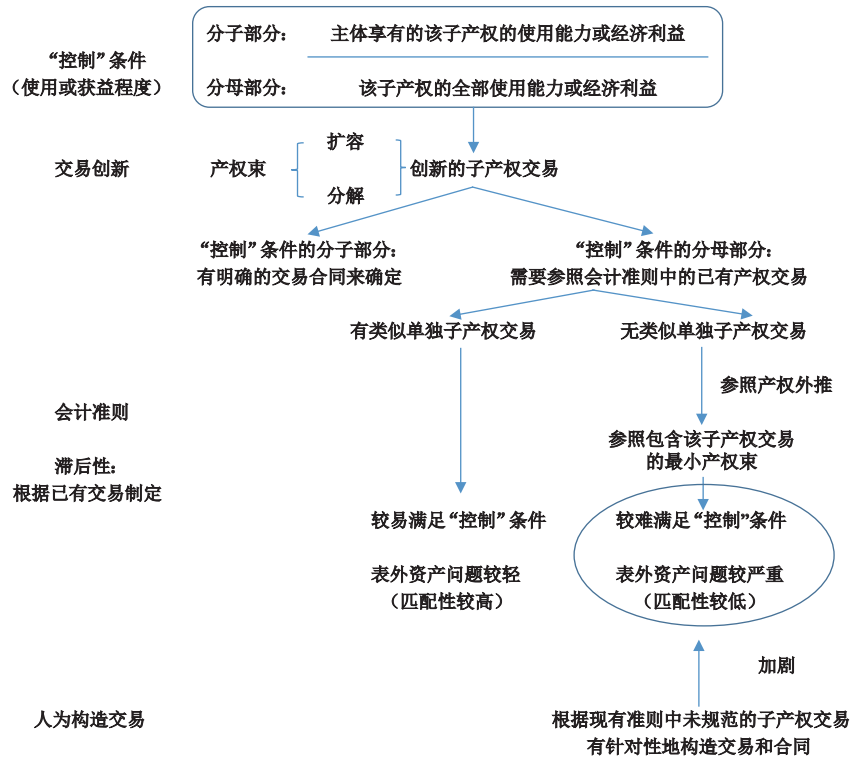 分子部分： 主体享有的该子产权的使用能力或经济利益
“控制”条件
（使用或获益程度）
分母部分： 该子产权的全部使用能力或经济利益
扩容
交易创新 产权束 创新的子产权交易
分解
“控制”条件的分子部分： “控制”条件的分母部分：
有明确的交易合同来确定 需要参照会计准则中的已有产权交易
有类似单独子产权交易 无类似单独子产权交易
参照产权外推
会计准则
参照包含该子产权交易
的最小产权束
滞后性：
根据已有交易制定
较易满足“控制”条件 较难满足“控制”条件
表外资产问题较轻 表外资产问题较严重
（匹配性较高） （匹配性较低）
加剧
人为构造交易 根据现有准则中未规范的子产权交易
有针对性地构造交易和合同